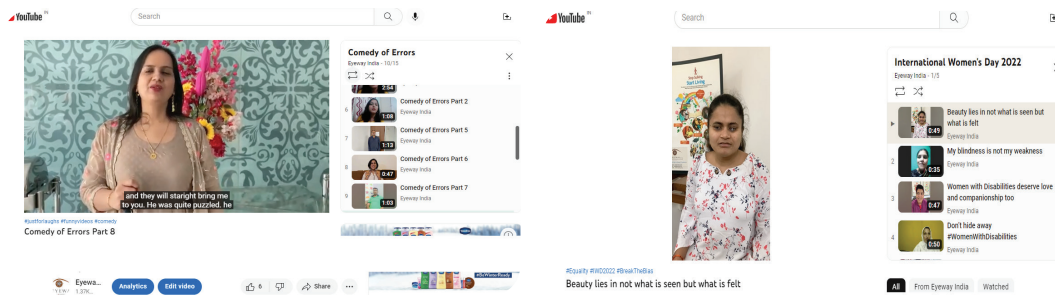 YouTube IN
Search
and they will staright bring me
to you. He was quite puzzled. he
#justforlaughs #funnyvideos #comedy
Comedy of Errors Part 8
Eyewa...
1.37K...
Analytics
Edit video
6
Share
Comedy of Errors
Eyeway India - 10/15
2:54
6
1:08
Comedy of Errors Part 2
Eyeway India
7
1:13
Comedy of Errors Part 5
Eyeway India
8
0:47
Comedy of Errors Part 6
Eyeway India
9
1:03
Comedy of Errors Part 7
Eyeway India
YouTube IN
Search
Start Living
#Equality #IWD2022 #BreakTheBias
Beauty lies in not what is seen but what is felt
International Women's Day 2022
Eyeway India - 1/5
0:49
Beauty lies in not what is seen but
what is felt
Eyeway India
2
0:35
My blindness is not my weakness
Eyeway India
3
0:47
Women with Disabilities deserve love
and companionship too
Eyeway India
4
0:50
Don't hide away
#WomenWithDisabilities
Eyeway India
All
From Eyeway India
Watched